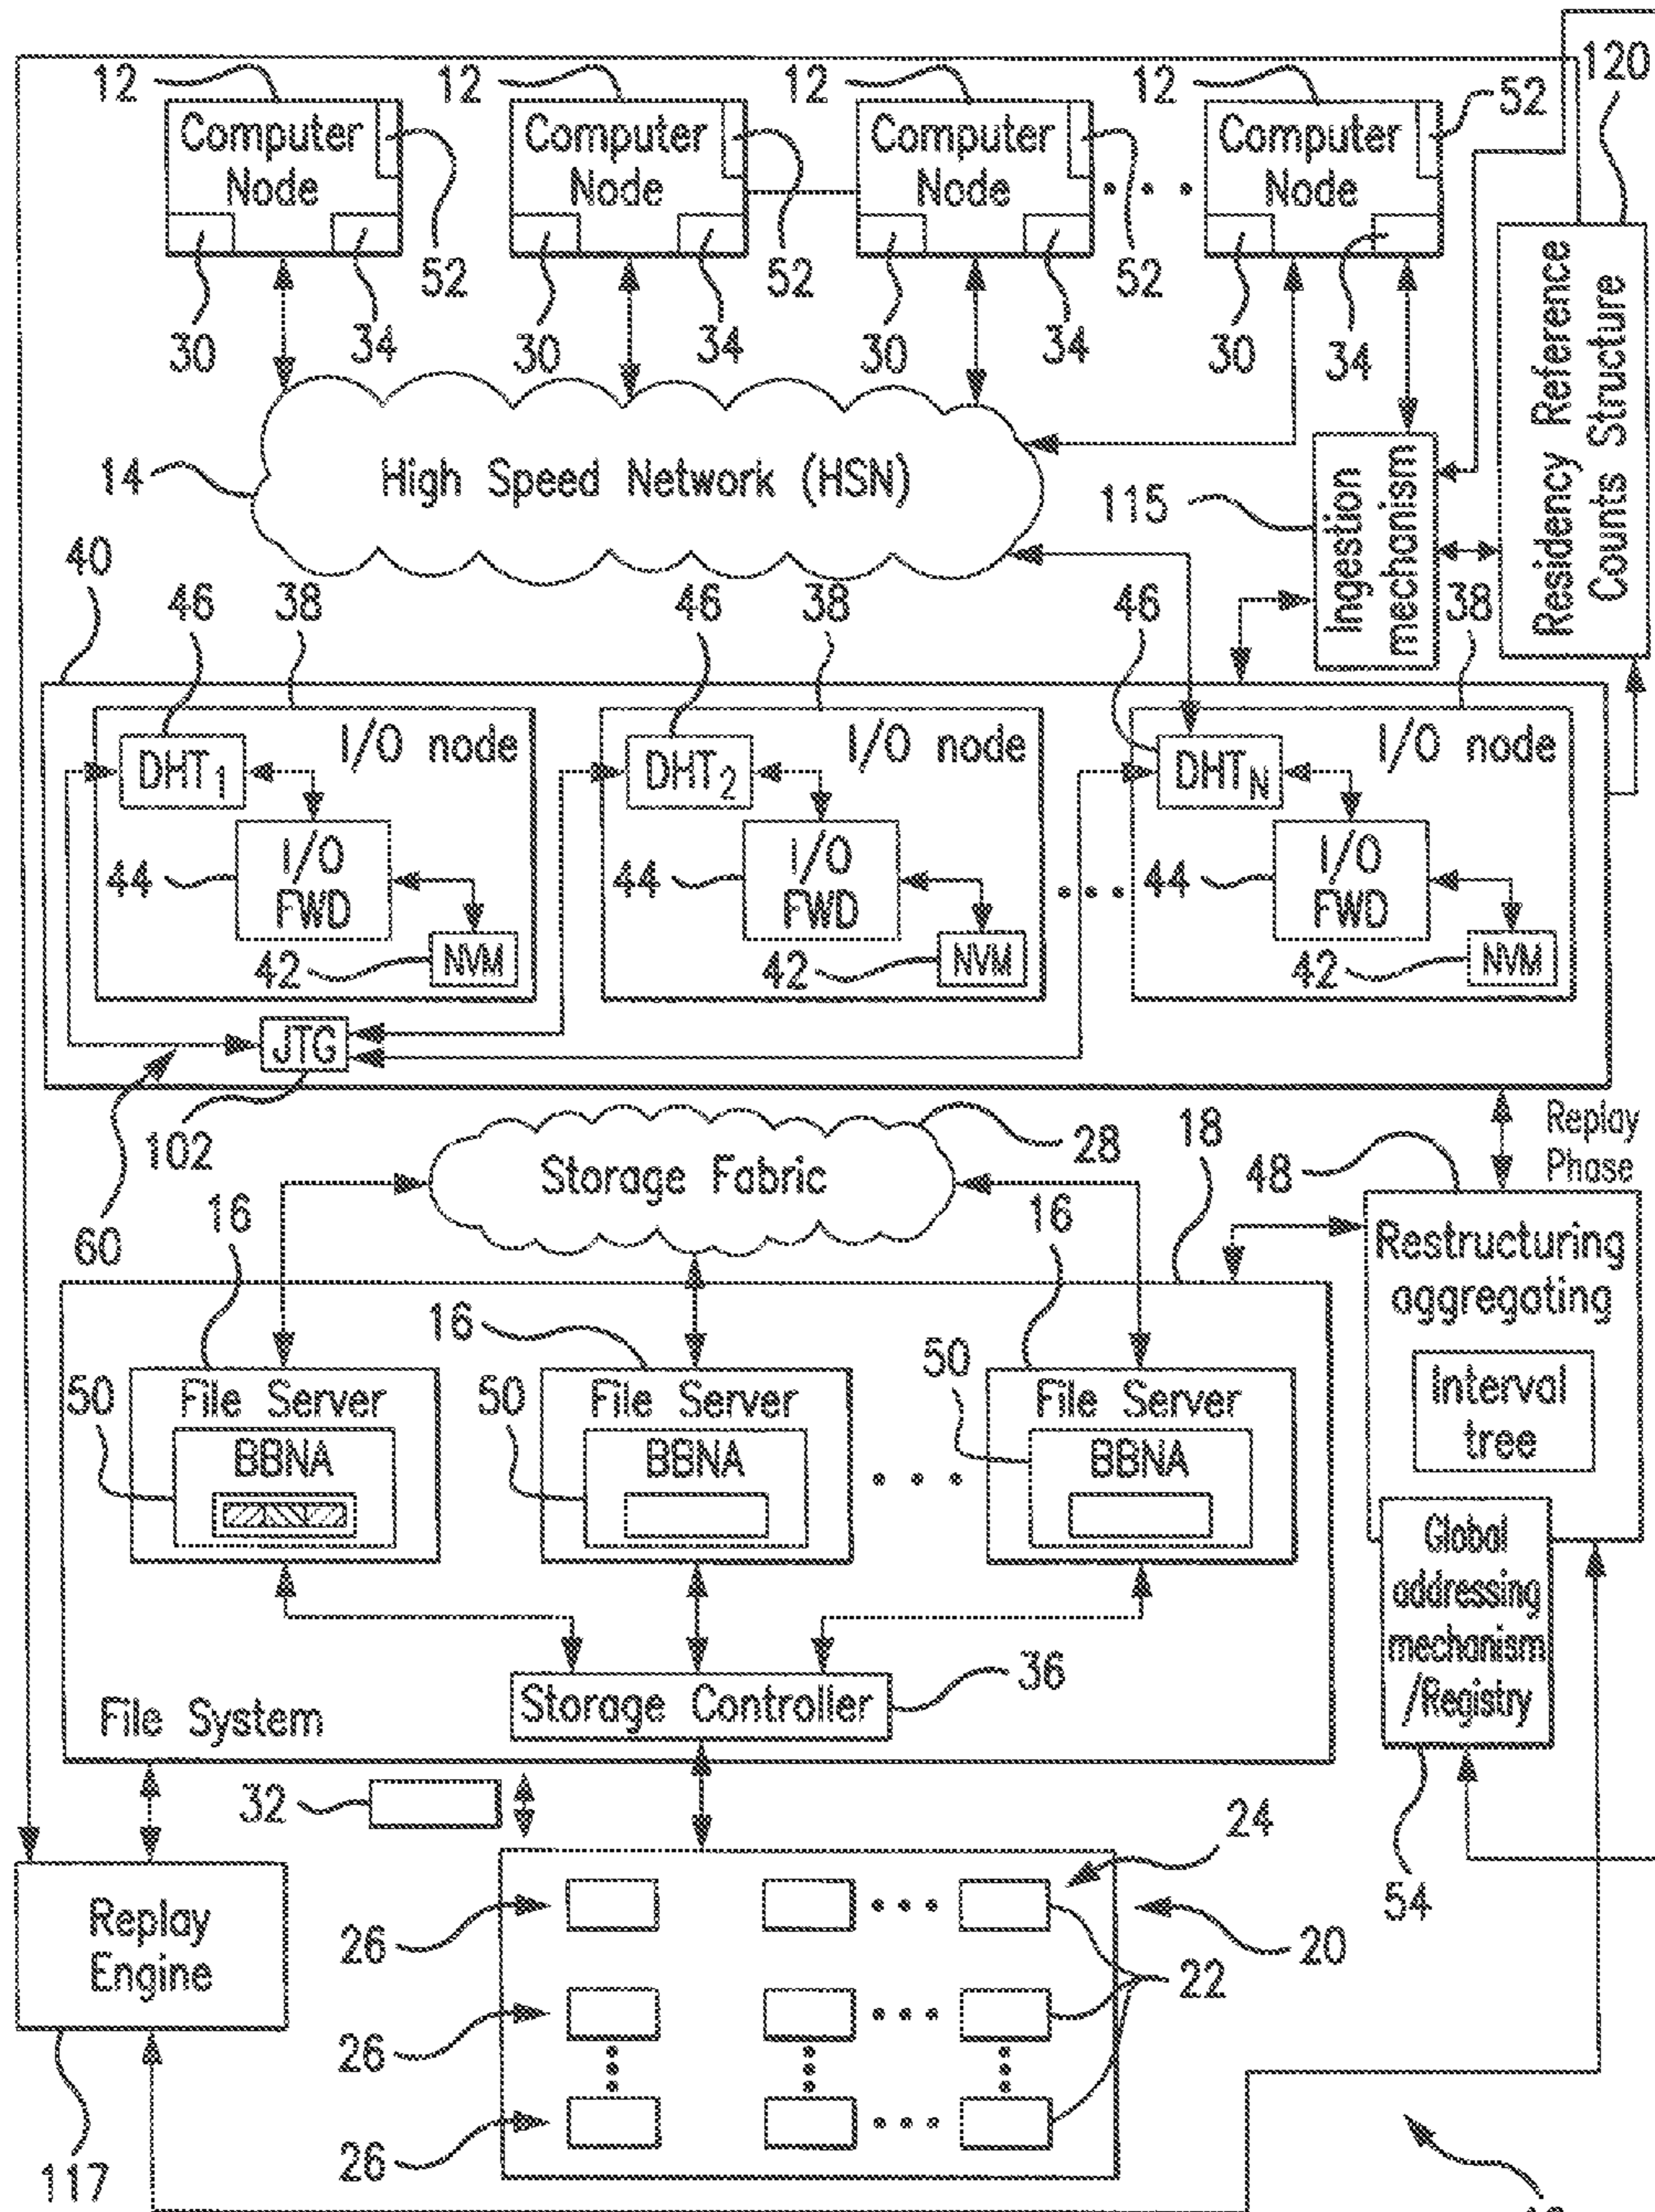 120
12 12 12 12 52
Computer Node
Computer Node
Computer Node
Computer Node
52 52 52
30 34 30 34 30 34 30 34
Residency Reference Counts Structure
14
High Speed Network (HSN)
115
Ingestion mechanism
40 46 38 46 38 46 38
DHT1 I/O node
DHT2 I/O node
DHTN I/O node
44 I/O FWD
44 I/O FWD
44 I/O FWD
42 NVM
42 NVM
42 NVM
JTG
60 102
Storage Fabric 28
18 48
Replay Phase
16 16 16
Restructuring aggregating
Interval tree
50 File Server BBNA
50 File Server BBNA
50 File Server BBNA
Global addressing mechanism /Registry
Storage Controller 36
File System
32
24
54
Replay Engine
26 20
22
26
26
117